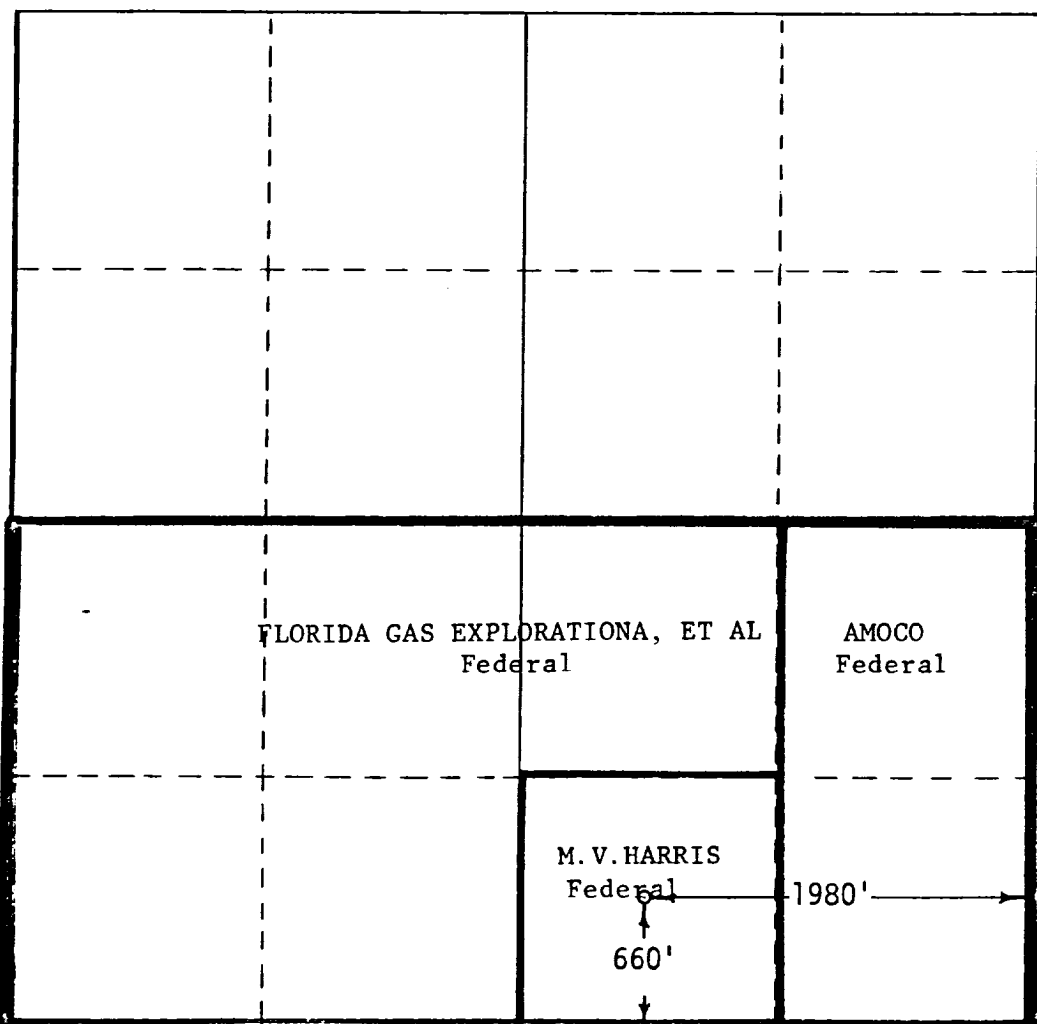 FLORIDA GAS EXPLORATIONA, ET AL
Federal
AMOCO
Federal
M.V.HARRIS
Federal
1980'
660'